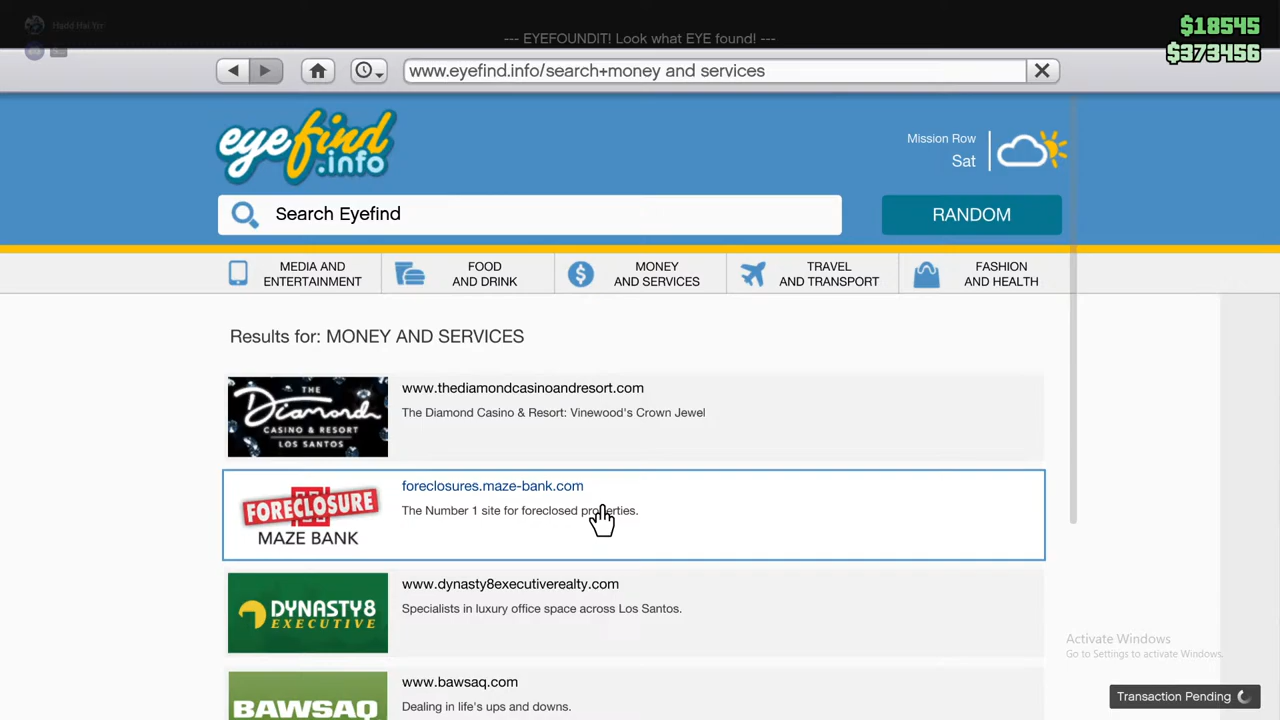 $18545
--- EYEFOUNDIT! Look what EYE found! ---
$373456
www.eyefind.info/search+money and services
eyefind
.info
Mission Row
Sat
Search Eyefind
RANDOM
MEDIA AND
ENTERTAINMENT
FOOD
AND DRINK
MONEY
AND SERVICES
TRAVEL
AND TRANSPORT
FASHION
AND HEALTH
Results for: MONEY AND SERVICES
THE
Diamond
CASINO & RESORT
LOS SANTOS
www.thediamondcasinoandresort.com
The Diamond Casino & Resort: Vinewood's Crown Jewel
FORECLOSURE
MAZE BANK
foreclosures.maze-bank.com
The Number 1 site for foreclosed properties.
DYNASTY8
EXECUTIVE
www.dynasty8executiverealty.com
Specialists in luxury office space across Los Santos.
BAWSAQ
www.bawsaq.com
Dealing in life's ups and downs.
Activate Windows
Go to Settings to activate Windows.
Transaction Pending